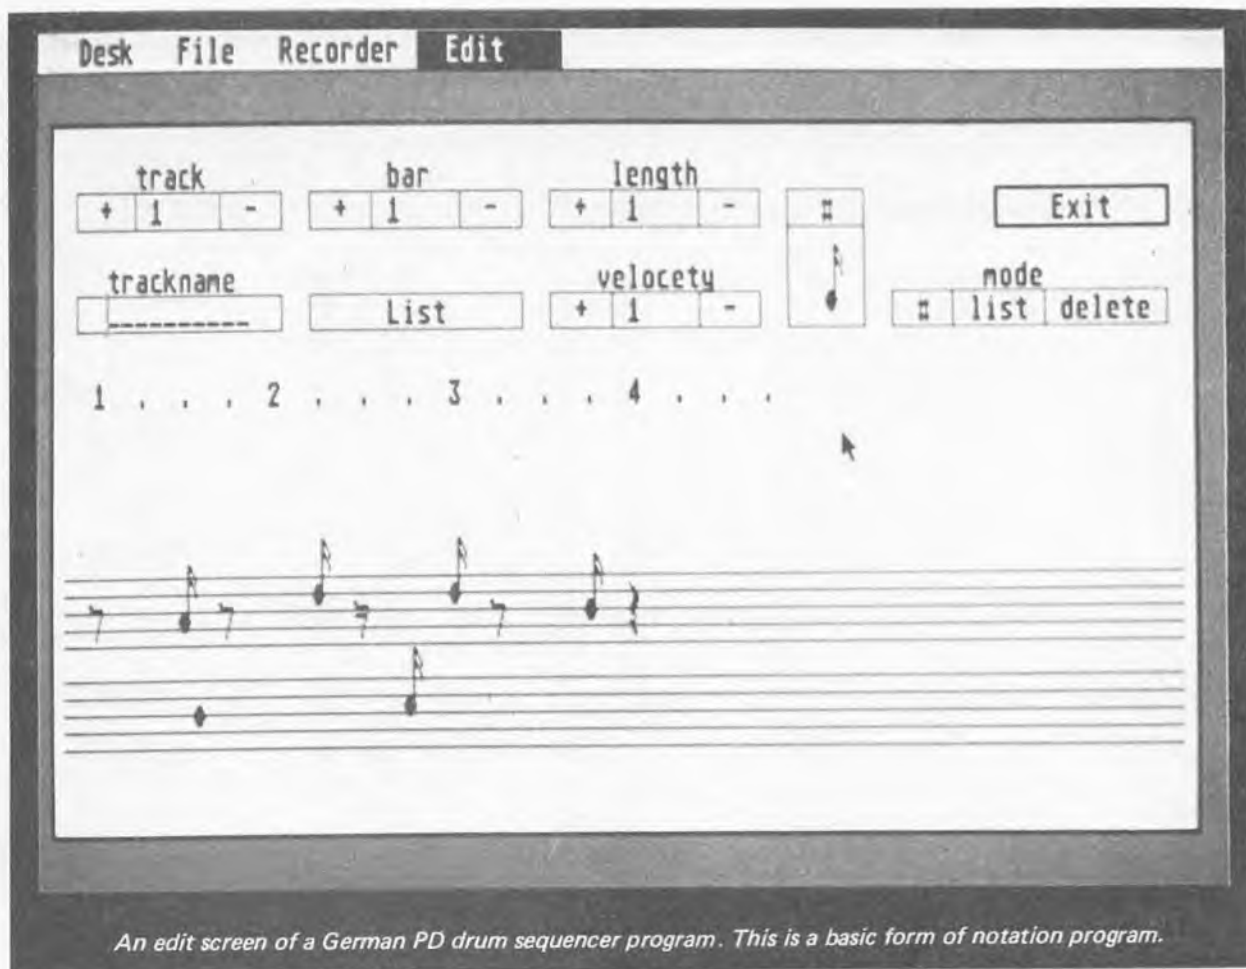 Desk File Recorder Edit
track bar length
+ 1 - + 1 - + 1 - ♯ Exit
trackname velocety mode
__________ List + 1 - ♯ list delete
1 . . . 2 . . . 3 . . . 4 . . .
An edit screen of a German PD drum sequencer program. This is a basic form of notation program.